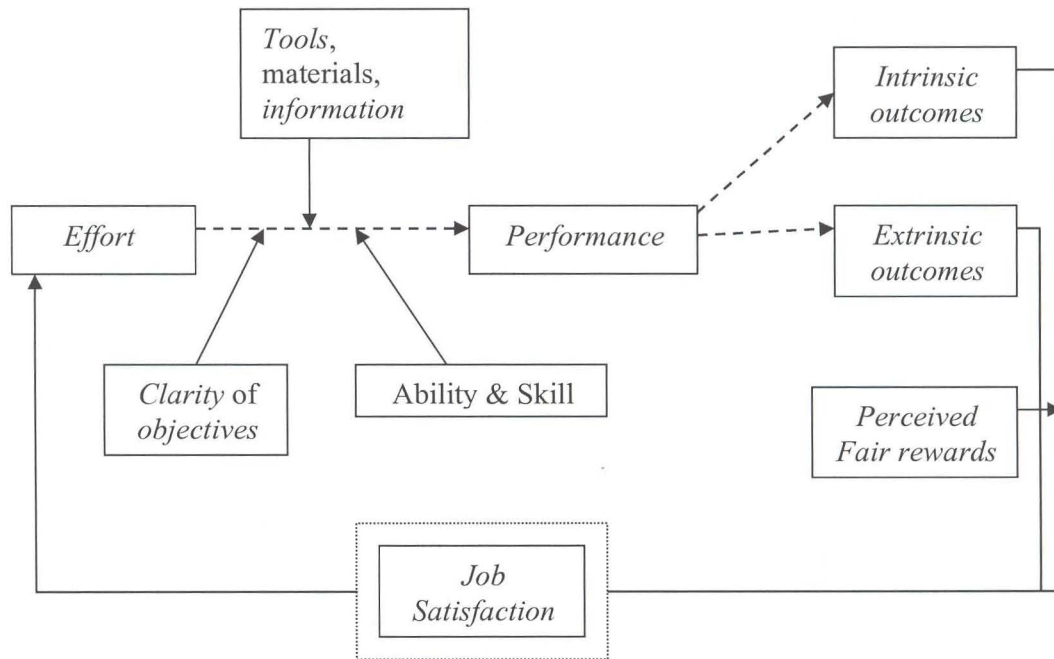 Tools,
materials,
information
Intrinsic
outcomes
Effort
Performance
Extrinsic
outcomes
Clarity of
objectives
Ability & Skill
Perceived
Fair rewards
Job
Satisfaction